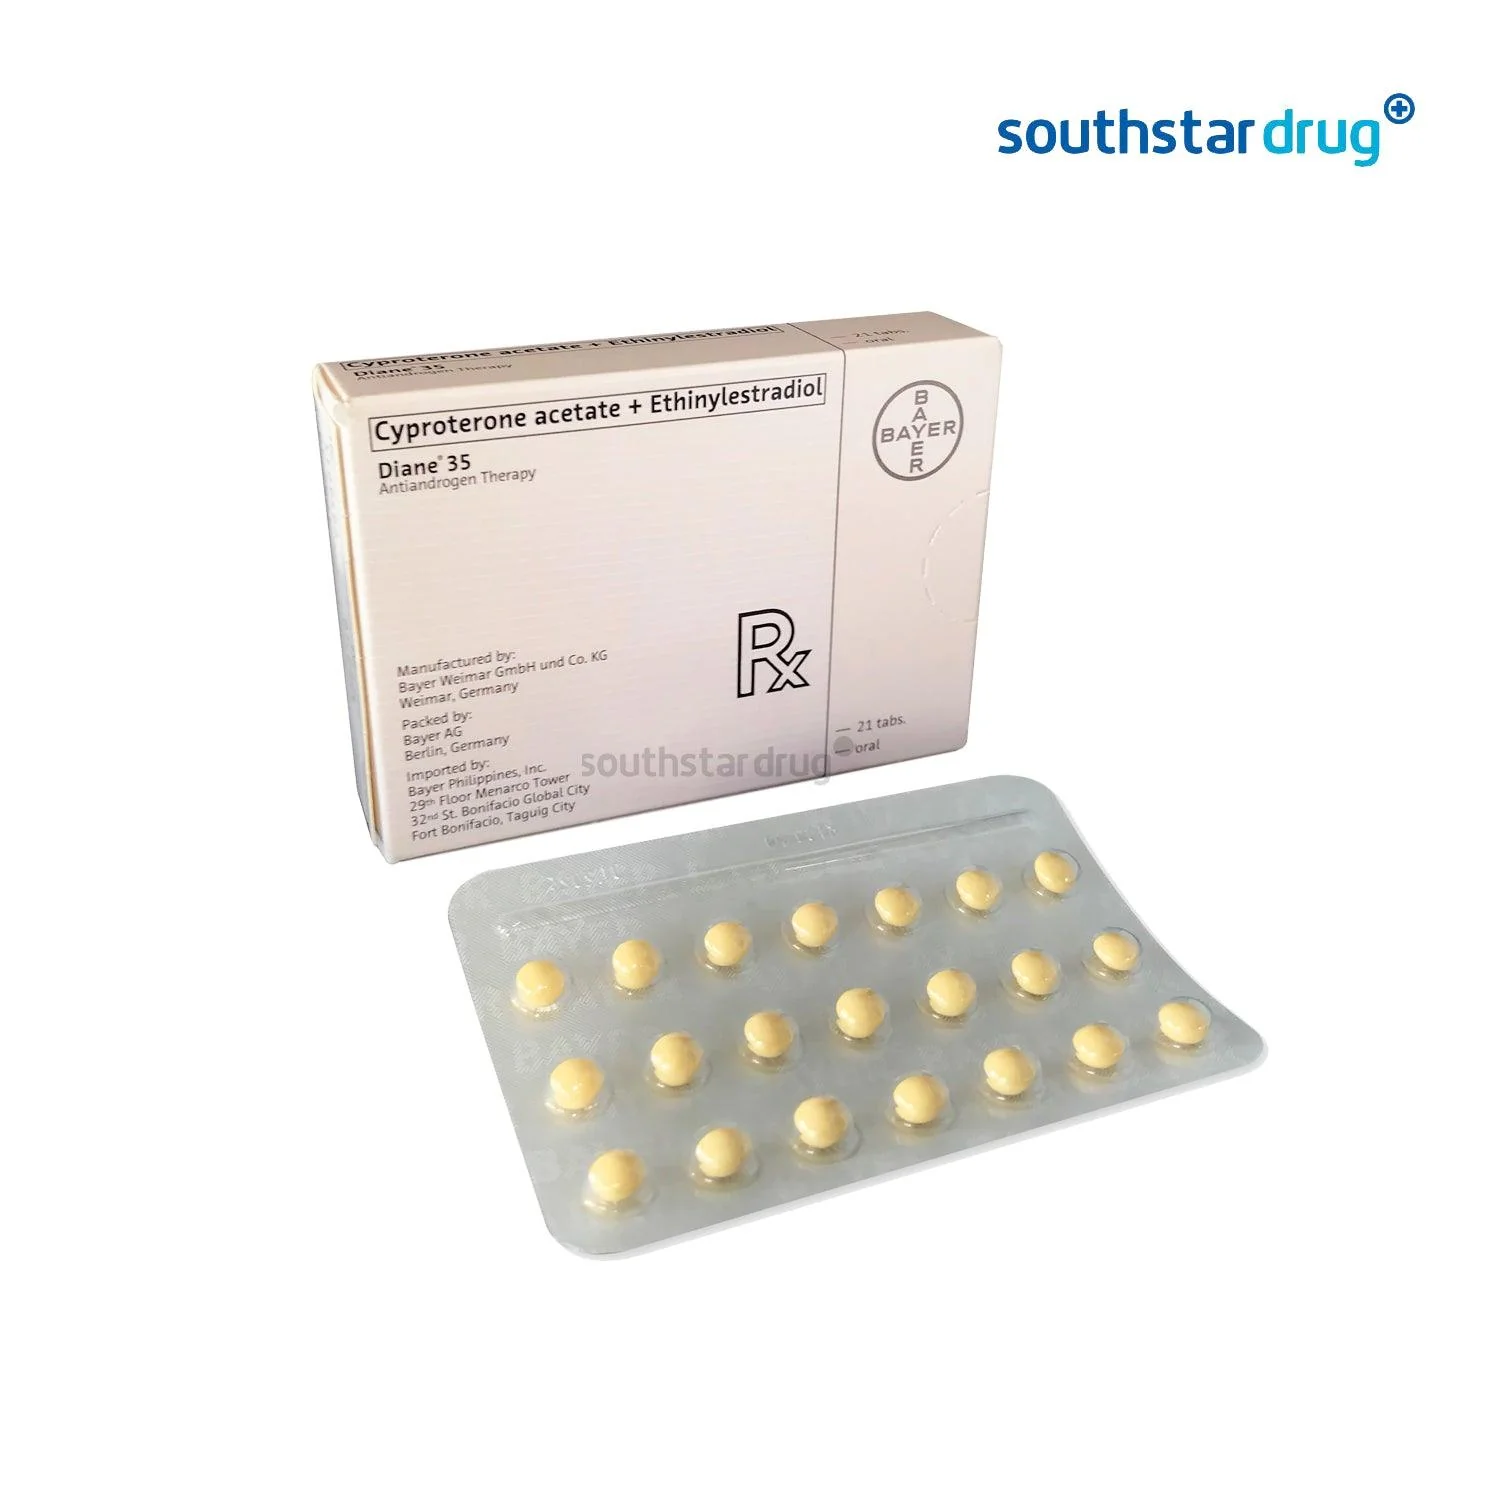 southstar drug
Cyproterone acetate + Ethinylestradiol
Diane® 35
Antiandrogen Therapy
21 tabs.
oral
Cyproterone acetate + Ethinylestradiol
Diane® 35
Antiandrogen Therapy
BAYER
BAYER
Rx
Manufactured by:
Bayer Weimar GmbH und Co. KG
Weimar, Germany
Packed by:
Bayer AG
Berlin, Germany
Imported by:
Bayer Philippines, Inc.
29th Floor Menarco Tower
32nd St. Bonifacio Global City
Fort Bonifacio, Taguig City
— 21 tabs.
— oral
southstar drug